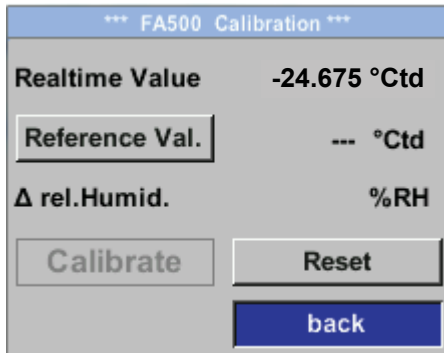 *** FA500 Calibration ***
Realtime Value -24.675 °Ctd
Reference Val. --- °Ctd
Δ rel.Humid. %RH
Calibrate Reset
back